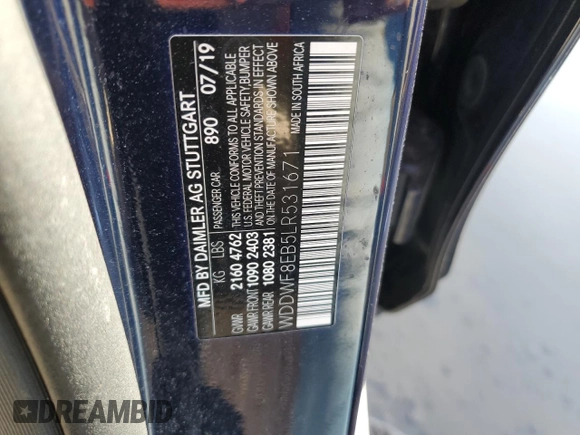 MFD BY DAIMLER AG STUTTGART
KG LBS PASSENGER CAR 890 07/19
GVWR 2160 4762 THIS VEHICLE CONFORMS TO ALL APPLICABLE
GAWR FRONT 1090 2403 U.S. FEDERAL MOTOR VEHICLE SAFETY, BUMPER
GAWR REAR 1080 2381 AND THEFT PREVENTION STANDARDS IN EFFECT
ON THE DATE OF MANUFACTURE SHOWN ABOVE
WDDWF8EB5LR531671 MADE IN SOUTH AFRICA
DREAMBID